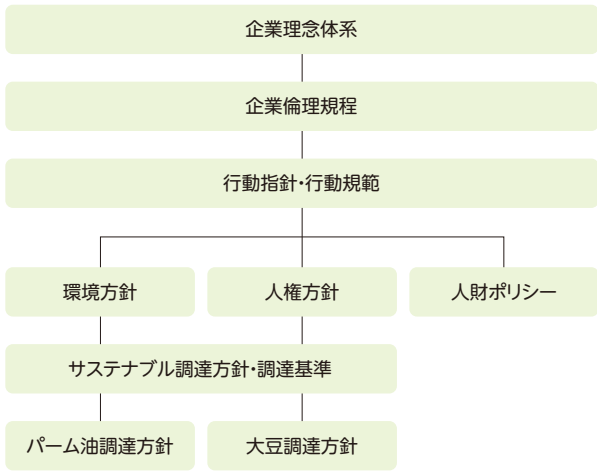 企業理念体系
企業倫理規程
行動指針・行動規範
環境方針
人権方針
人財ポリシー
サステナブル調達方針・調達基準
パーム油調達方針
大豆調達方針